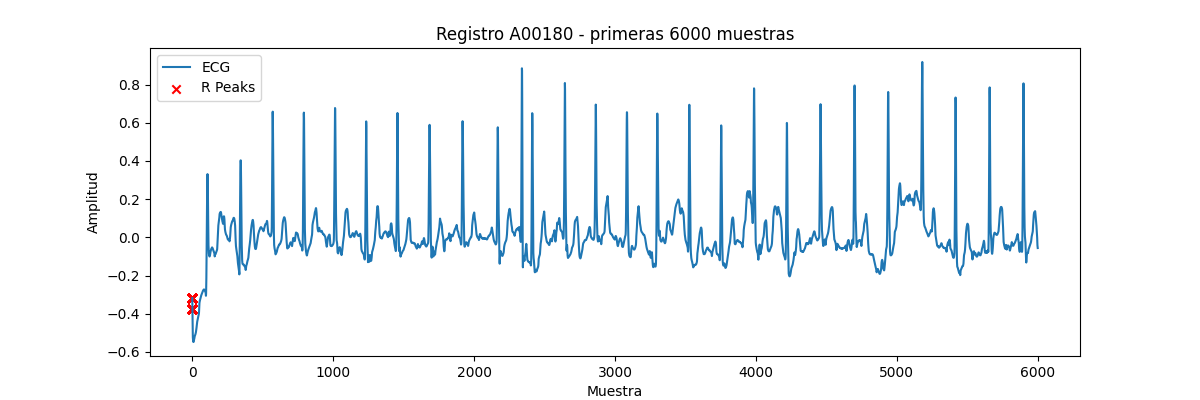 Registro A00180 - primeras 6000 muestras
ECG
R Peaks
Amplitud
0.8
0.6
0.4
0.2
0.0
−0.2
−0.4
−0.6
0 1000 2000 3000 4000 5000 6000
Muestra